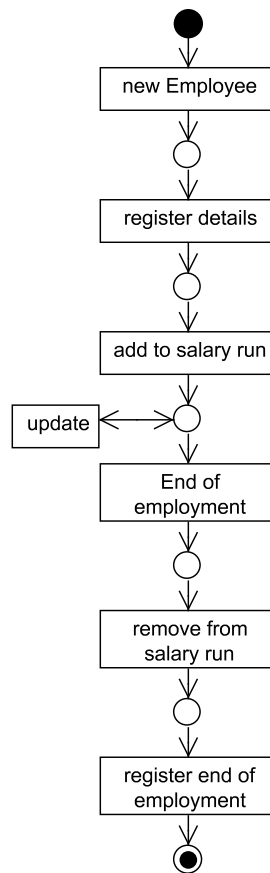 new Employee
register details
add to salary run
update
End of
employment
remove from
salary run
register end of
employment